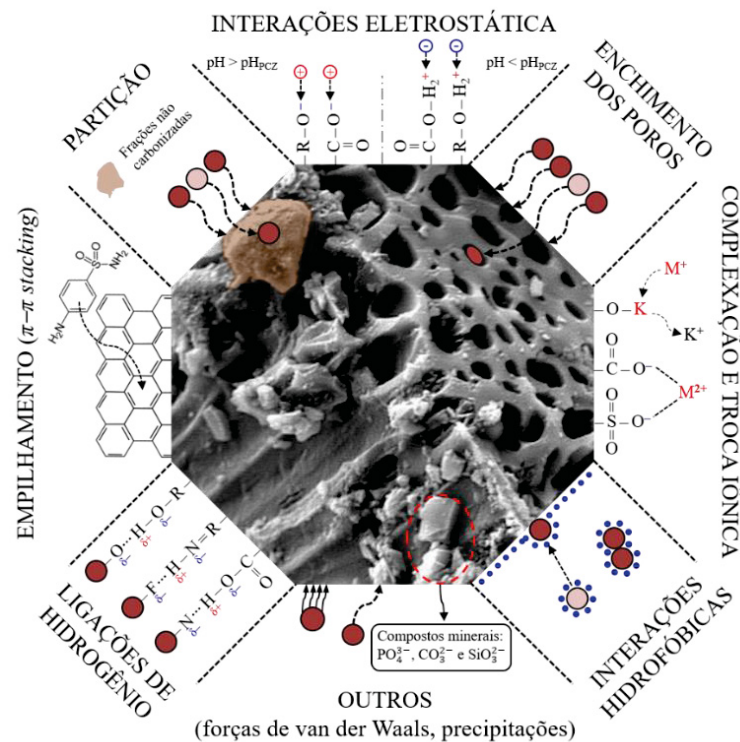 INTERAÇÕES ELETROSTÁTICA
pH > pH_PCZ
pH < pH_PCZ
R – O –
C – O –
O
C – O – H₂
O
R – O – H₂
ENCHIMENTO
DOS POROS
PARTIÇÃO
Frações não
carbonizadas
COMPLEXAÇÃO E TROCA IONICA
M⁺
O – K
K⁺
O
C – O⁻
M²⁺
O
S – O⁻
O
EMPILHAMENTO (π–π stacking)
O
S
O
NH₂
H₂N
O···H–O–R
δ– δ+ δ–
F···H–N=R
δ– δ+ δ–
N···H–O–C
O
δ– δ+ δ–
LIGAÇÕES DE
HIDROGÊNIO
INTERAÇÕES
HIDROFÓBICAS
Compostos minerais:
PO₄³⁻, CO₃²⁻ e SiO₃²⁻
OUTROS
(forças de van der Waals, precipitações)